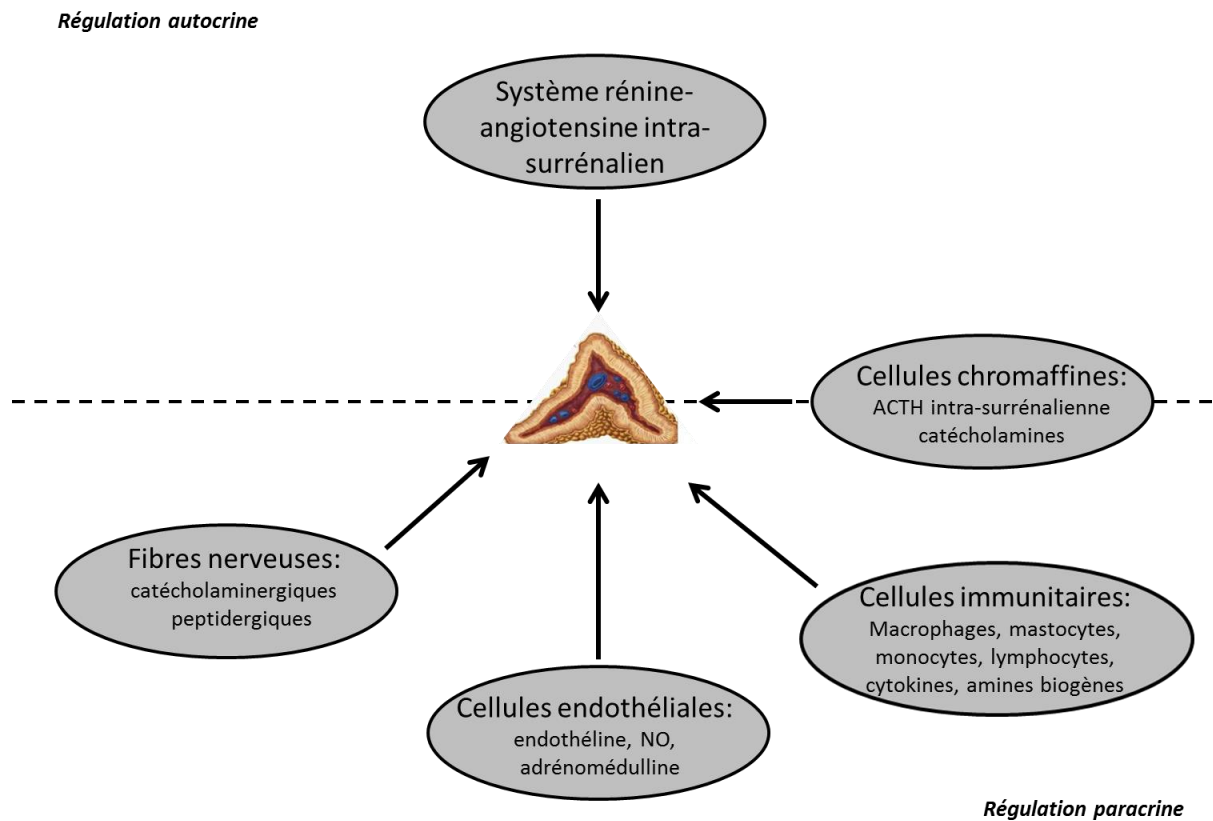 Régulation autocrine
Système rénine-
angiotensine intra-
surrénalien
Cellules chromaffines:
ACTH intra-surrénalienne
catécholamines
Fibres nerveuses:
catécholaminergiques
peptidergiques
Cellules immunitaires:
Macrophages, mastocytes,
monocytes, lymphocytes,
cytokines, amines biogènes
Cellules endothéliales:
endothéline, NO,
adrénomédulline
Régulation paracrine